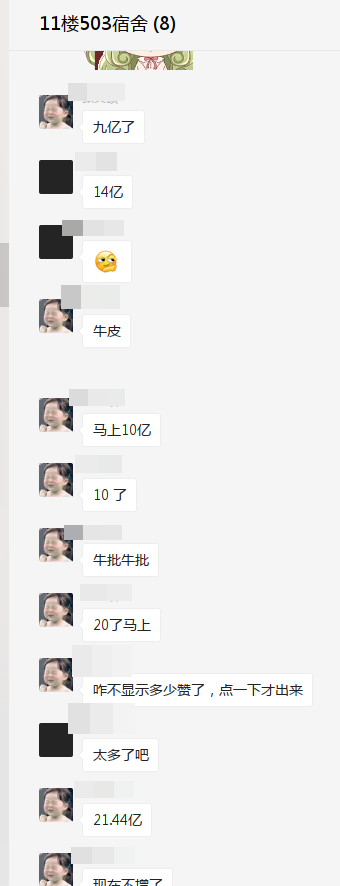 11楼503宿舍 (8)
九亿了
14亿
牛皮
马上10亿
10 了
牛批牛批
20了马上
咋不显示多少赞了，点一下才出来
太多了吧
21.44亿
现在不增了